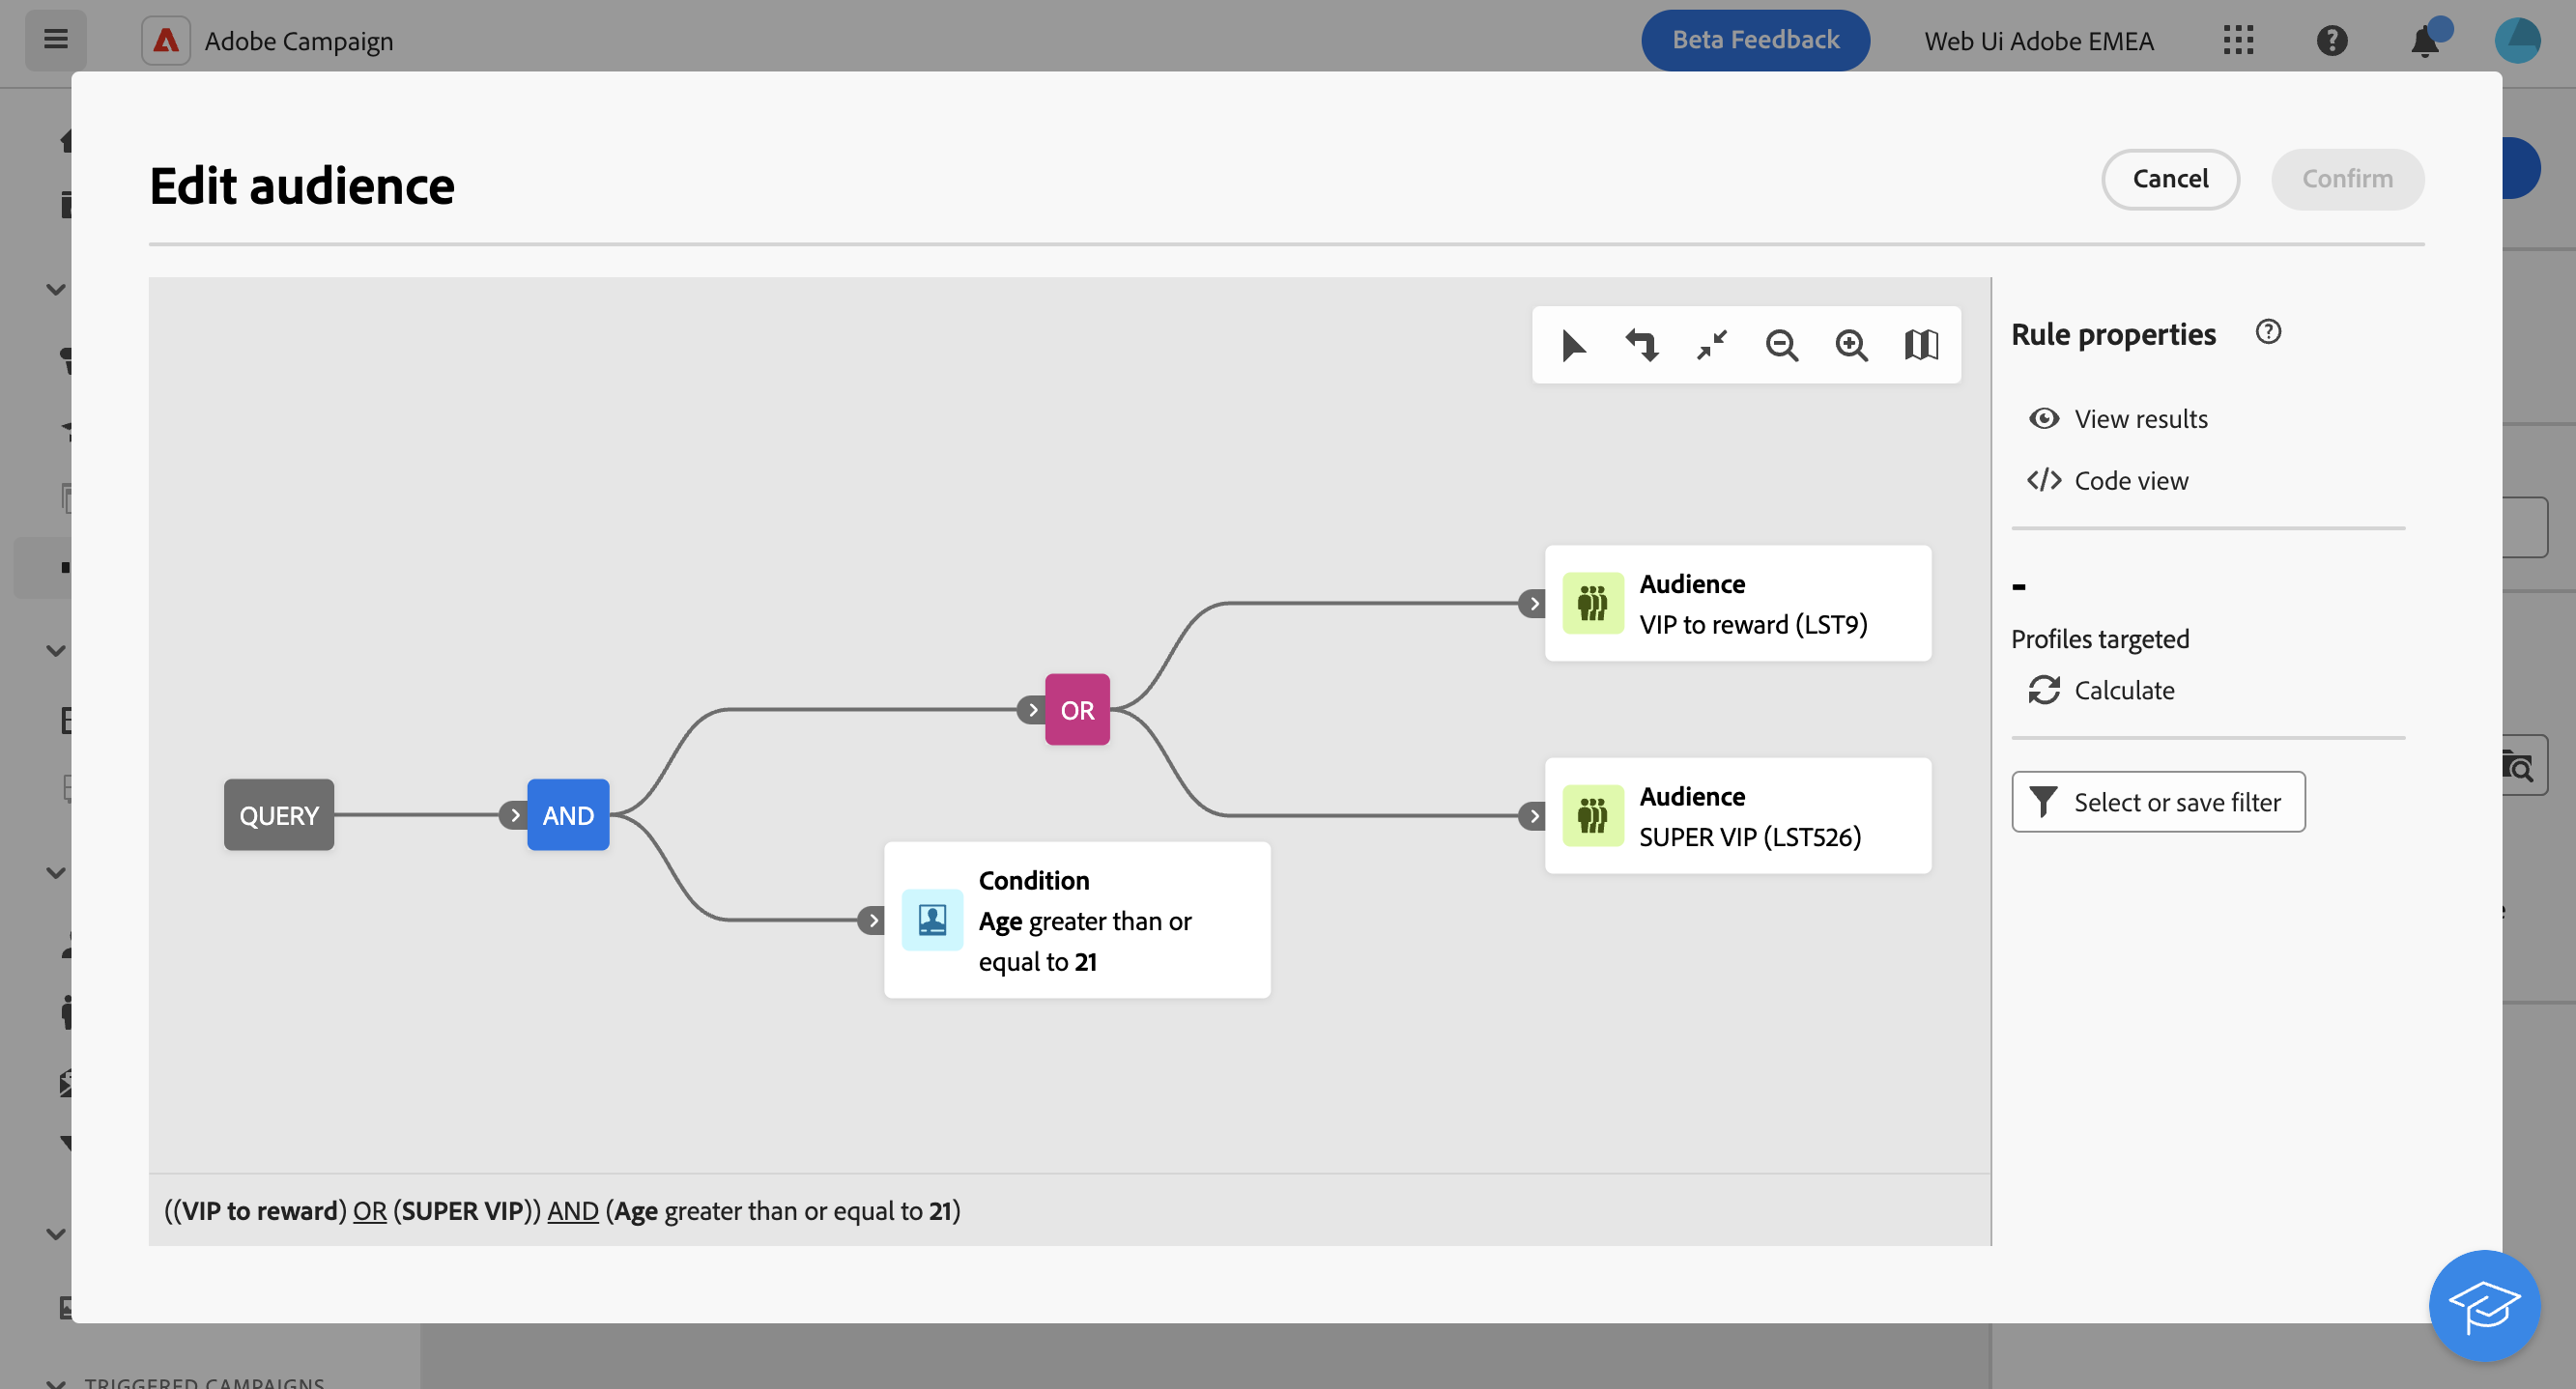 Adobe Campaign
Beta Feedback
Web Ui Adobe EMEA
Edit audience
Cancel
Confirm
Rule properties
View results
Code view
-
Profiles targeted
Calculate
Select or save filter
QUERY
AND
OR
Audience
VIP to reward (LST9)
Audience
SUPER VIP (LST526)
Condition
Age greater than or
equal to 21
((VIP to reward) OR (SUPER VIP)) AND (Age greater than or equal to 21)
TRIGGERED CAMPAIGNS